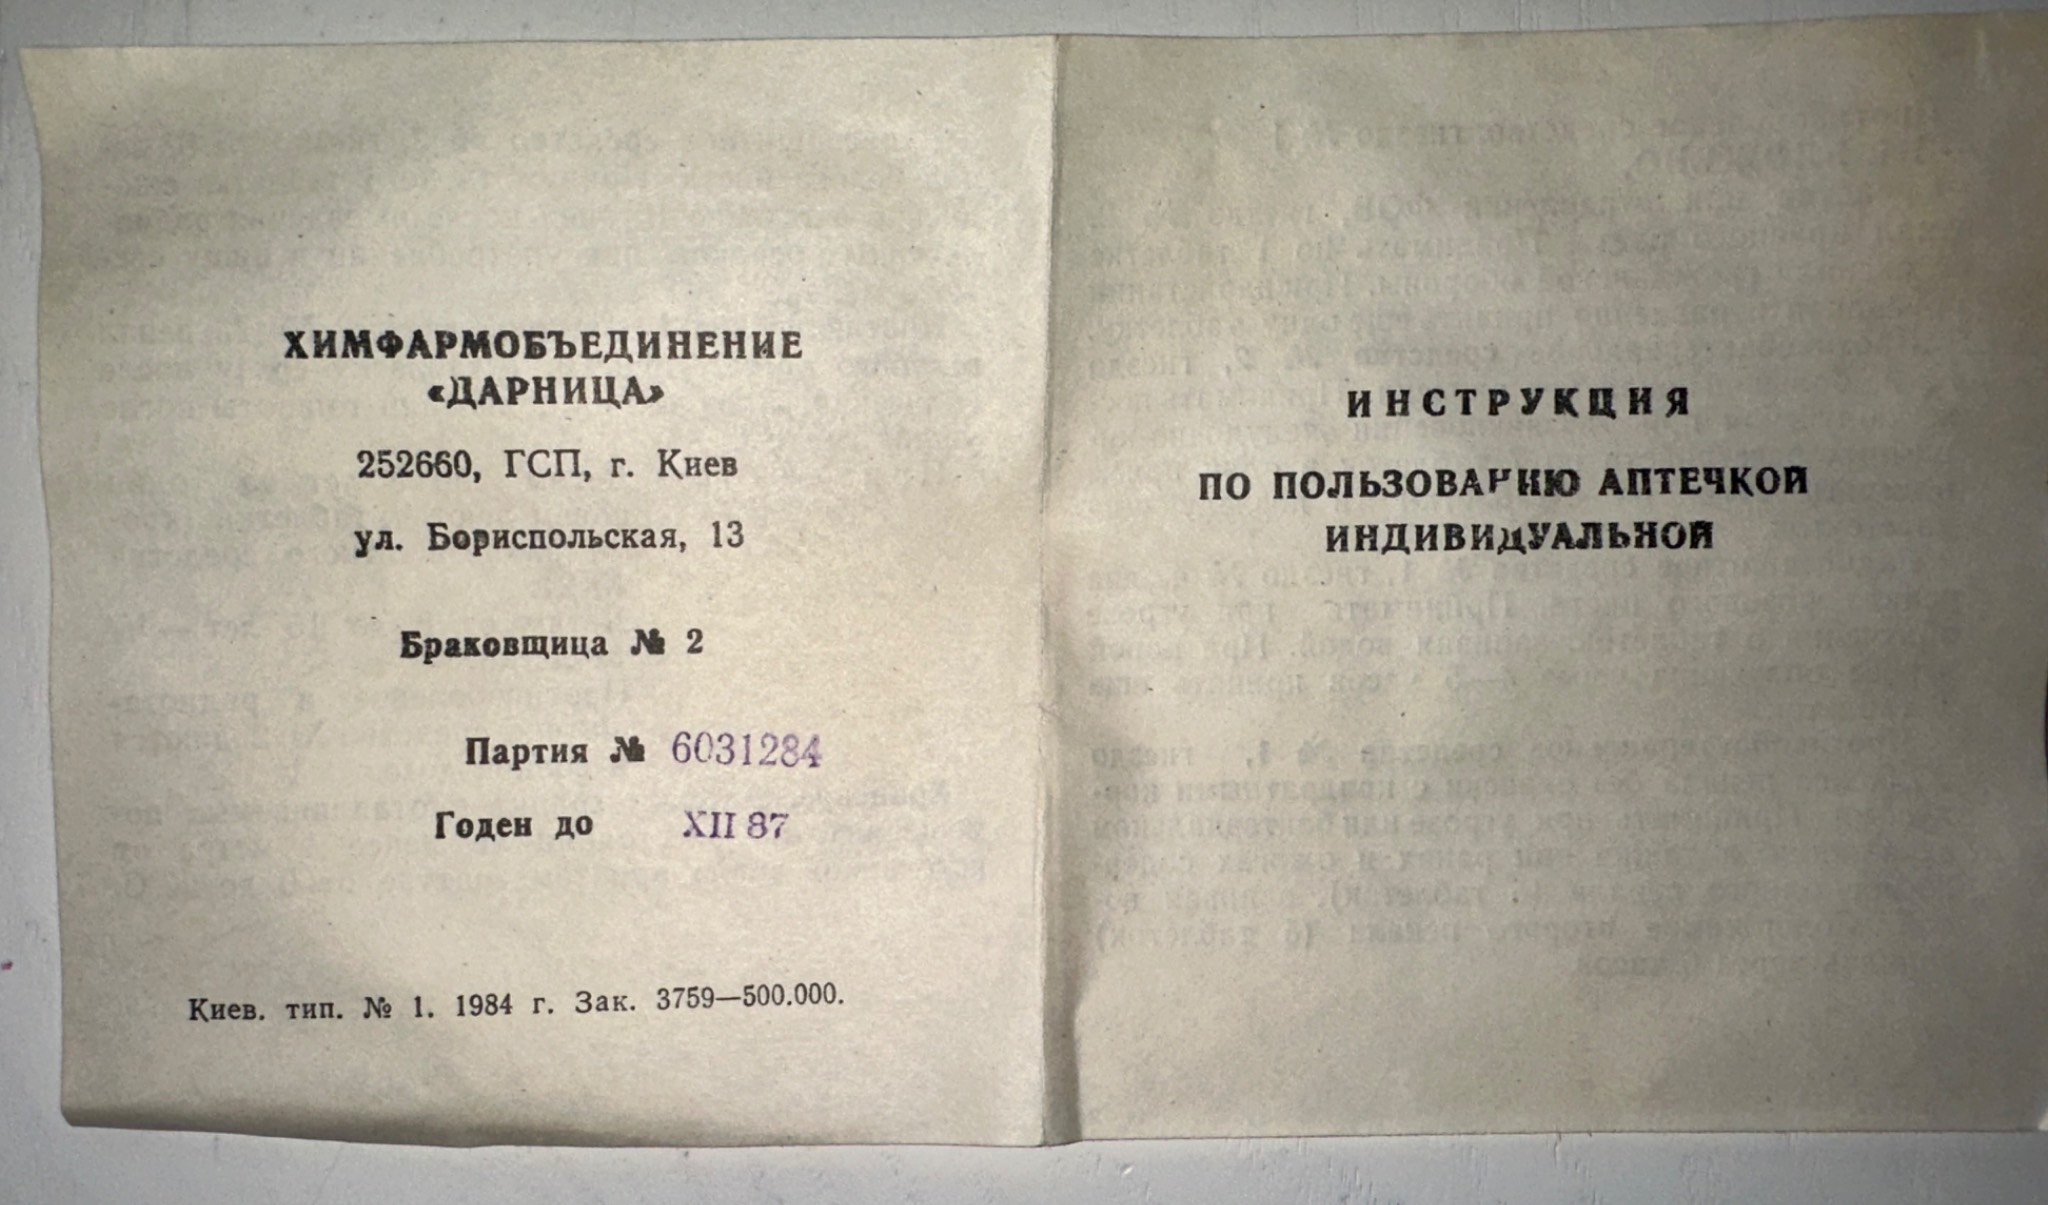 ХИМФАРМОБЪЕДИНЕНИЕ
«ДАРНИЦА»
252660, ГСП, г. Киев
ул. Бориспольская, 13
Браковщица № 2
Партия № 6031284
Годен до XII 87
Киев. тип. № 1. 1984 г. Зак. 3759—500.000.
ИНСТРУКЦИЯ
ПО ПОЛЬЗОВАНИЮ АПТЕЧКОЙ
ИНДИВИДУАЛЬНОЙ